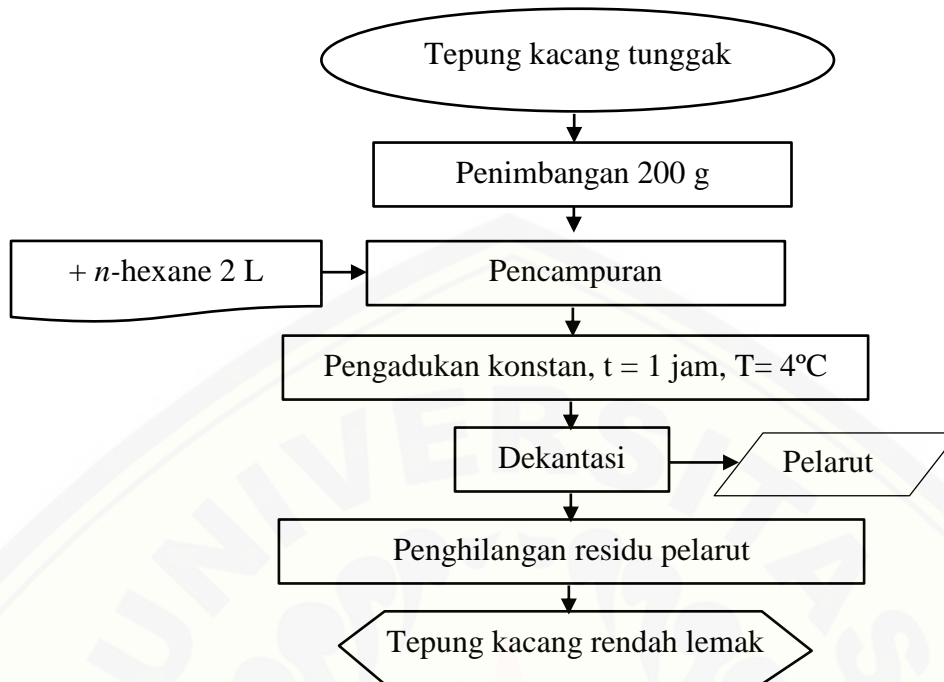 Tepung kacang tunggak
Penimbangan 200 g
+ n-hexane 2 L
Pencampuran
Pengadukan konstan, t = 1 jam, T= 4ºC
Dekantasi
Pelarut
Penghilangan residu pelarut
Tepung kacang rendah lemak
UNIVERSITAS